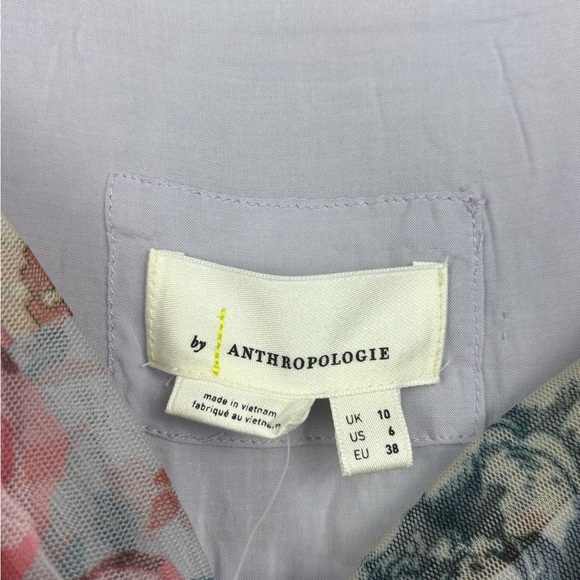 by ANTHROPOLOGIE
made in vietnam
fabriqué au vietnam
UK 10
US 6
EU 38